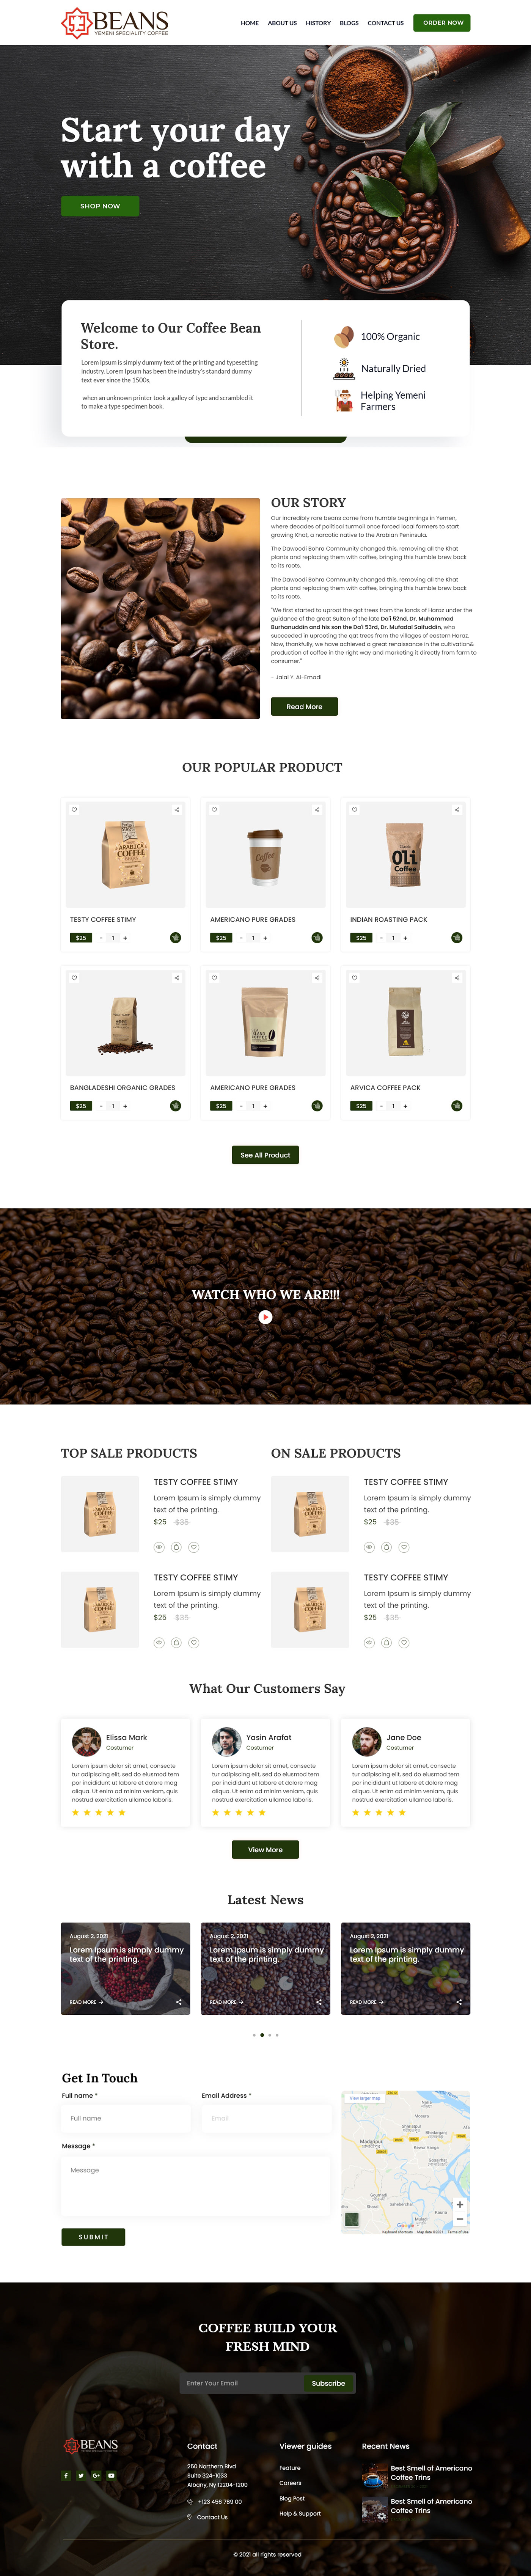 BEANS
YEMENI SPECIALITY COFFEE
HOME
ABOUT US
HISTORY
BLOGS
CONTACT US
ORDER NOW
Start your day
with a coffee
SHOP NOW
Welcome to Our Coffee Bean
Store.
Lorem Ipsum is simply dummy text of the printing and typesetting
industry. Lorem Ipsum has been the industry's standard dummy
text ever since the 1500s,
when an unknown printer took a galley of type and scrambled it
to make a type specimen book.
100% Organic
Naturally Dried
Helping Yemeni
Farmers
OUR STORY
Our incredibly rare beans come from humble beginnings in Yemen,
where decades of political turmoil once forced local farmers to start
growing Khat, a narcotic native to the Arabian Peninsula.
The Dawoodi Bohra Community changed this, removing all the Khat
plants and replacing them with coffee, bringing this humble brew back
to its roots.
The Dawoodi Bohra Community changed this, removing all the Khat
plants and replacing them with coffee, bringing this humble brew back
to its roots.
"We first started to uproot the qat trees from the lands of Haraz under the
guidance of the great Sultan of the late Da'i 52nd, Dr. Muhammad
Burhanuddin and his son the Da'i 53rd, Dr. Mufadal Saifuddin, who
succeeded in uprooting the qat trees from the villages of eastern Haraz.
Now, thankfully, we have achieved a great renaissance in the cultivation&
production of coffee in the right way and marketing it directly from farm to
consumer."
- Jalal Y. Al-Emadi
Read More
OUR POPULAR PRODUCT
ARABICA
COFFEE
Coffee
Oli
Coffee
TESTY COFFEE STIMY
AMERICANO PURE GRADES
INDIAN ROASTING PACK
$25 - 1 +
$25 - 1 +
$25 - 1 +
COFFEE
BANGLADESHI ORGANIC GRADES
AMERICANO PURE GRADES
ARVICA COFFEE PACK
$25 - 1 +
$25 - 1 +
$25 - 1 +
See All Product
WATCH WHO WE ARE!!!
TOP SALE PRODUCTS
ARABICA
COFFEE
TESTY COFFEE STIMY
Lorem Ipsum is simply dummy
text of the printing.
$25 $35
ARABICA
COFFEE
TESTY COFFEE STIMY
Lorem Ipsum is simply dummy
text of the printing.
$25 $35
ON SALE PRODUCTS
ARABICA
COFFEE
TESTY COFFEE STIMY
Lorem Ipsum is simply dummy
text of the printing.
$25 $35
ARABICA
COFFEE
TESTY COFFEE STIMY
Lorem Ipsum is simply dummy
text of the printing.
$25 $35
What Our Customers Say
Elissa Mark
Costumer
Lorem ipsum dolor sit amet, consecte
tur adipiscing elit, sed do eiusmod tem
por incididunt ut labore et dolore mag
aliqua. Ut enim ad minim veniam, quis
nostrud exercitation ullamco laboris.
Yasin Arafat
Costumer
Lorem ipsum dolor sit amet, consecte
tur adipiscing elit, sed do eiusmod tem
por incididunt ut labore et dolore mag
aliqua. Ut enim ad minim veniam, quis
nostrud exercitation ullamco laboris.
Jane Doe
Costumer
Lorem ipsum dolor sit amet, consecte
tur adipiscing elit, sed do eiusmod tem
por incididunt ut labore et dolore mag
aliqua. Ut enim ad minim veniam, quis
nostrud exercitation ullamco laboris.
View More
Latest News
August 2, 2021
Lorem Ipsum is simply dummy
text of the printing.
READ MORE
August 2, 2021
Lorem Ipsum is simply dummy
text of the printing.
READ MORE
August 2, 2021
Lorem Ipsum is simply dummy
text of the printing.
READ MORE
Get In Touch
Full name *
Full name
Email Address *
Email
Message *
Message
SUBMIT
View larger map
Madaripur
Google
Keyboard shortcuts Map data ©2021 Terms of Use
COFFEE BUILD YOUR
FRESH MIND
Enter Your Email
Subscribe
BEANS
Contact
250 Northern Blvd
Suite 324-1033
Albany, Ny 12204-1200
+123 456 789 00
Contact Us
Viewer guides
Feature
Careers
Blog Post
Help & Support
Recent News
Best Smell of Americano
Coffee Trins
Best Smell of Americano
Coffee Trins
© 2021 all rights reserved